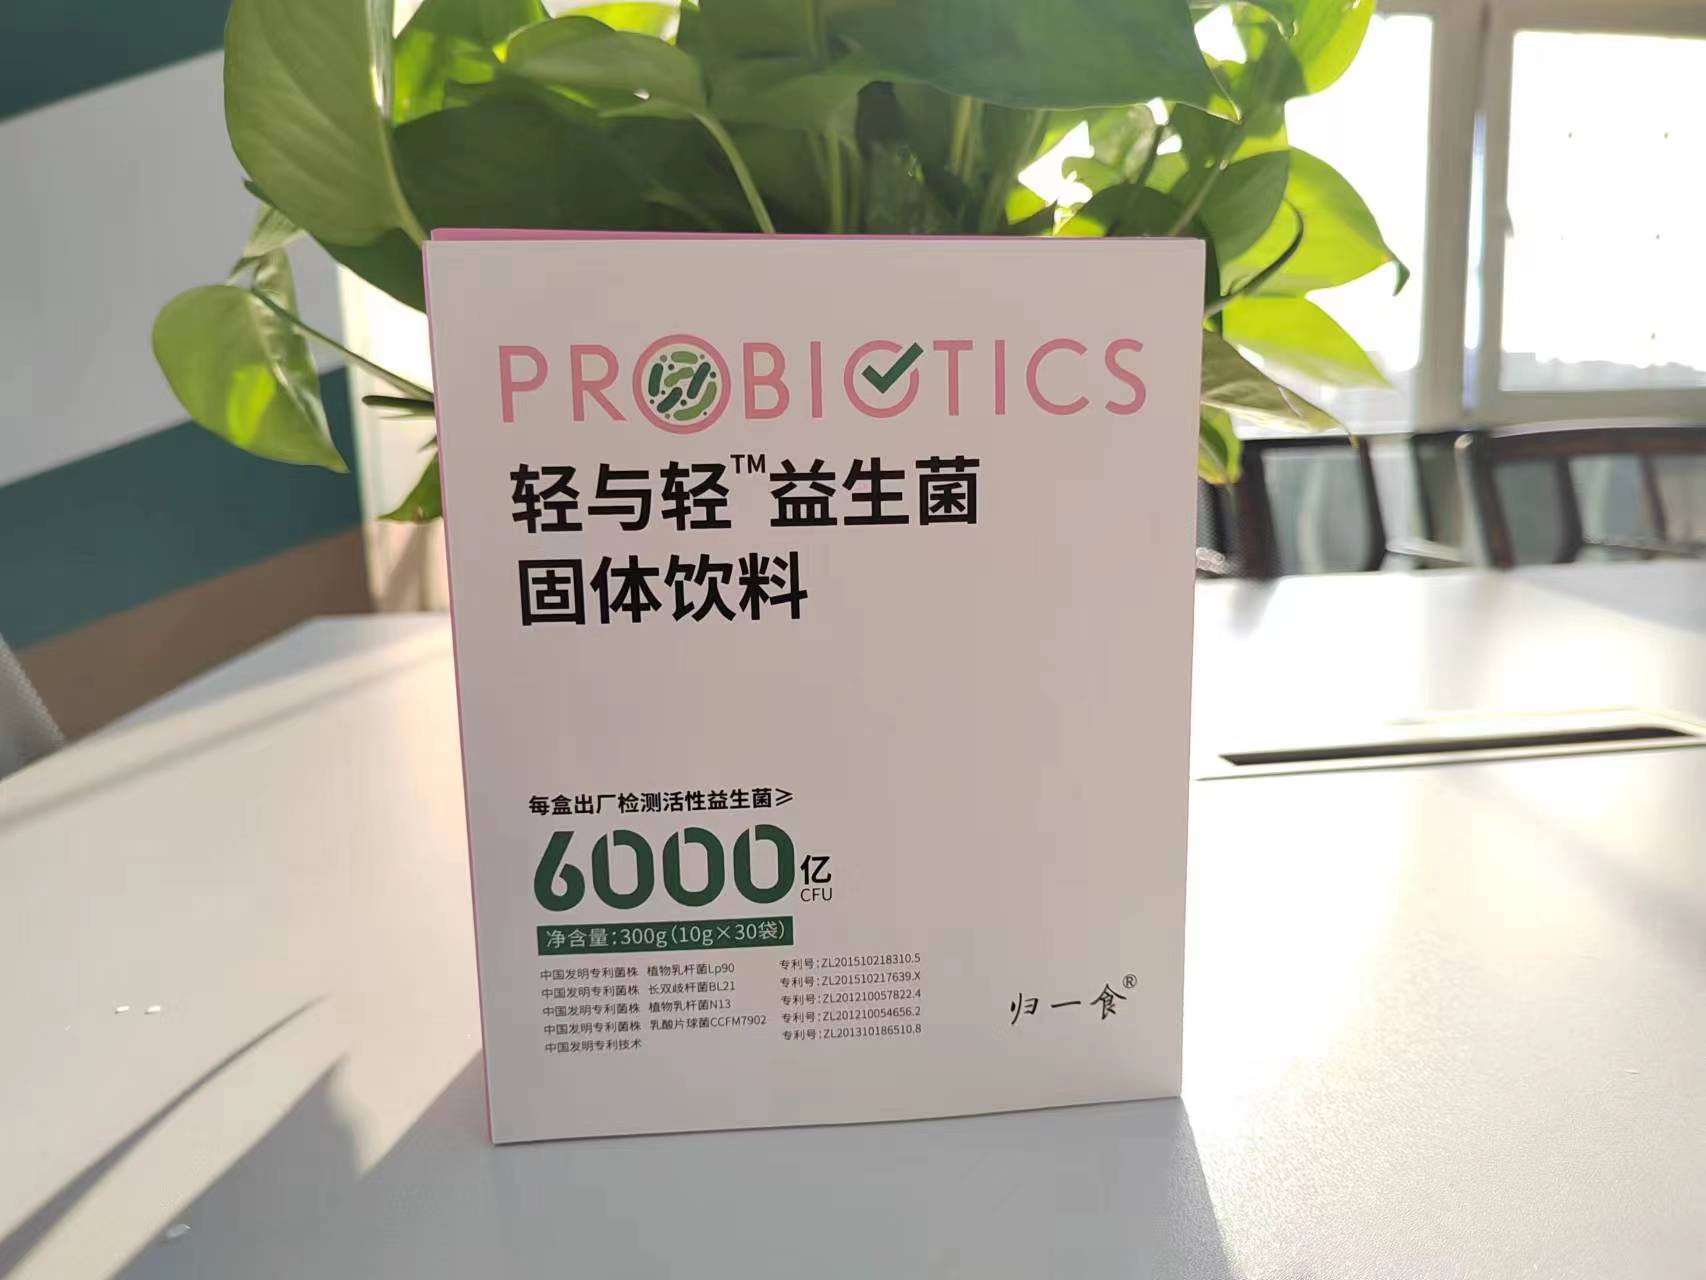 PROBIOTICS
轻与轻™益生菌
固体饮料
每盒出厂检测活性益生菌≥
6000亿
CFU
净含量:300g(10g×30袋)
中国发明专利菌株 植物乳杆菌Lp90 专利号:ZL201510218310.5
中国发明专利菌株 长双歧杆菌BL21 专利号:ZL201510217639.X
中国发明专利菌株 植物乳杆菌N13 专利号:ZL201210057822.4
中国发明专利菌株 乳酸片球菌CCFM7902 专利号:ZL201210054656.2
中国发明专利技术 专利号:ZL201310186510.8
归一食®